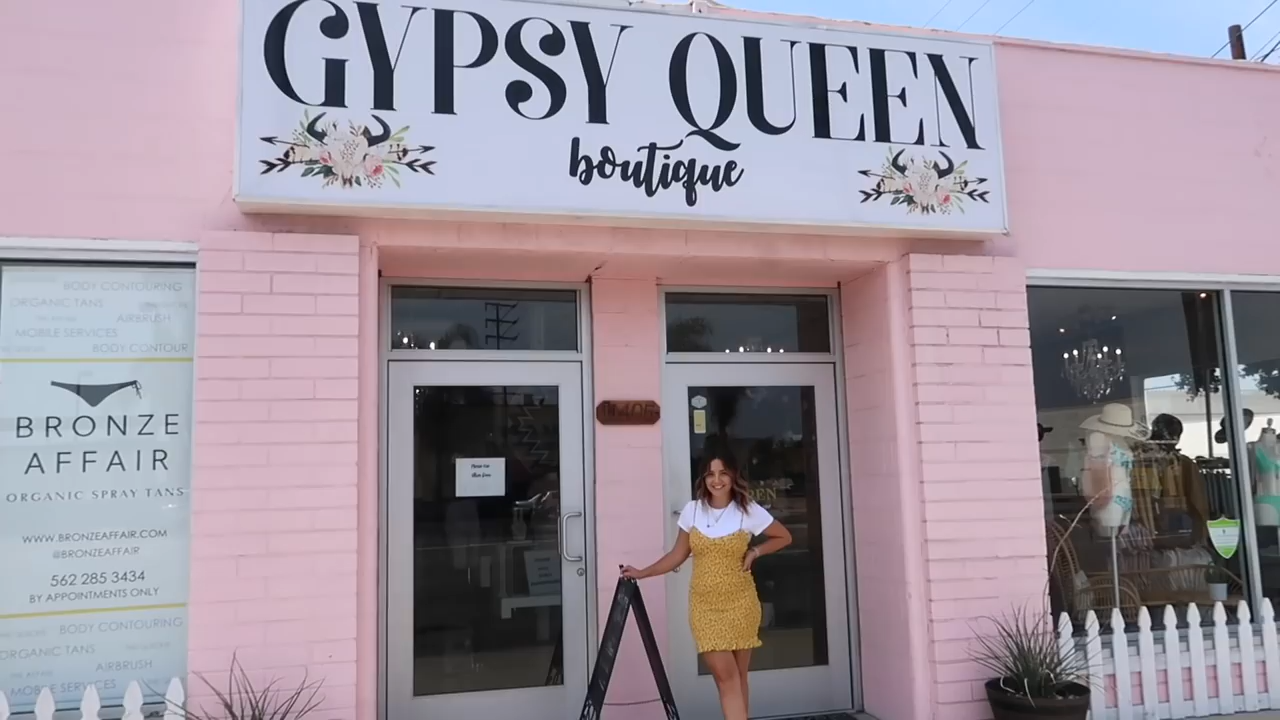 GYPSY QUEEN
boutique
BODY CONTOURING
ORGANIC TANS
AIRBRUSH
MOBILE SERVICES
BODY CONTOUR
BRONZE
AFFAIR
ORGANIC SPRAY TANS
WWW.BRONZEAFFAIR.COM
@BRONZEAFFAIR
562 285 3434
BY APPOINTMENTS ONLY
BODY CONTOURING
ORGANIC TANS
AIRBRUSH
MOBILE SERVICES